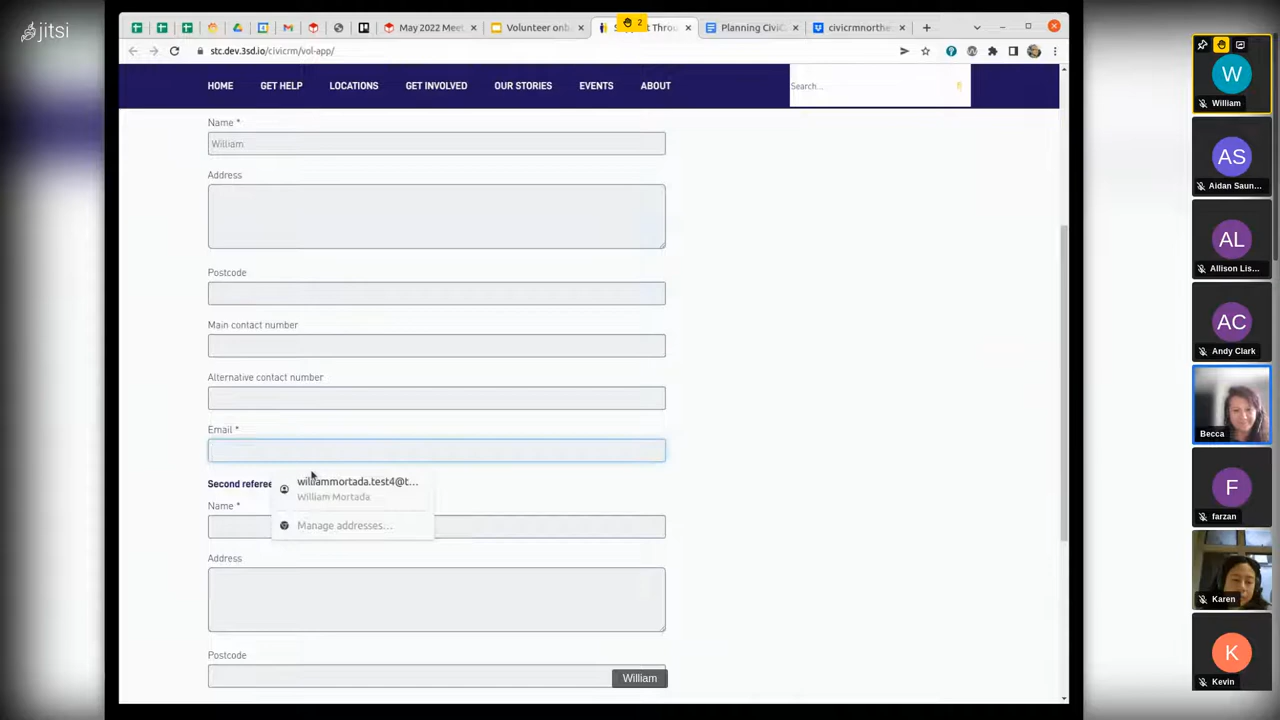 jitsi
May 2022 Meet
Volunteer onb
2
Planning CiviC
civicrmnorthe
stc.dev.3sd.io/civicrm/vol-app/
HOME
GET HELP
LOCATIONS
GET INVOLVED
OUR STORIES
EVENTS
ABOUT
Search...
Name *
William
Address
Postcode
Main contact number
Alternative contact number
Email *
williammortada.test4@t...
William Mortada
Manage addresses...
Second referee
Name *
Address
Postcode
William
W
William
AS
Aidan Saun...
AL
Allison Lis...
AC
Andy Clark
Becca
F
farzan
Karen
K
Kevin